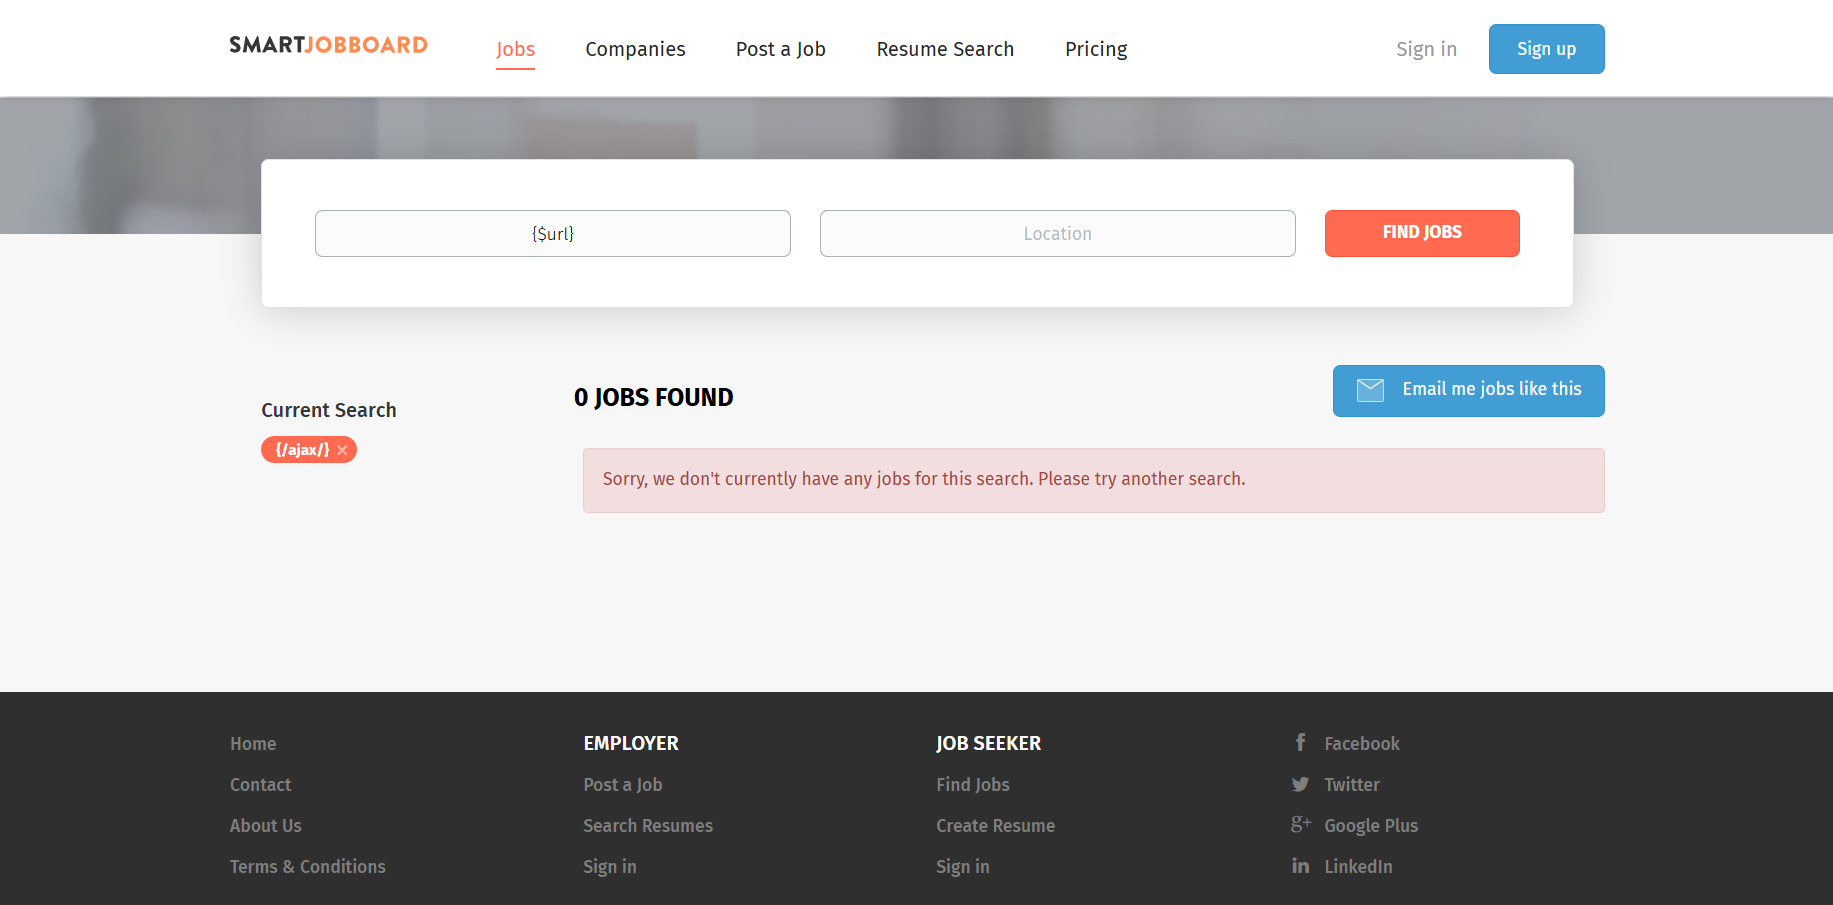 SMARTJOBBOARD
Jobs
Companies
Post a Job
Resume Search
Pricing
Sign in
Sign up
{$url}
Location
FIND JOBS
Current Search
{/ajax/} ×
0 JOBS FOUND
Email me jobs like this
Sorry, we don't currently have any jobs for this search. Please try another search.
Home
Contact
About Us
Terms & Conditions
EMPLOYER
Post a Job
Search Resumes
Sign in
JOB SEEKER
Find Jobs
Create Resume
Sign in
Facebook
Twitter
Google Plus
LinkedIn